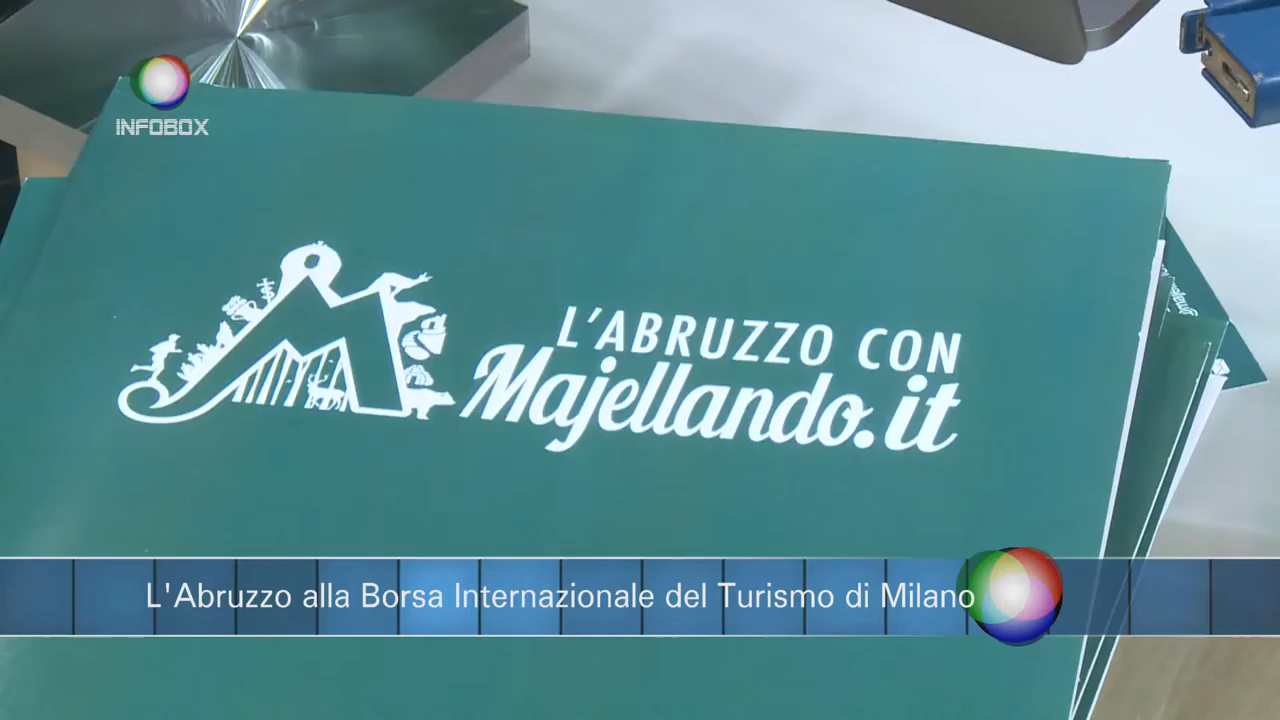 INFOBOX
L'ABRUZZO CON
Majellando.it
L'Abruzzo alla Borsa Internazionale del Turismo di Milano